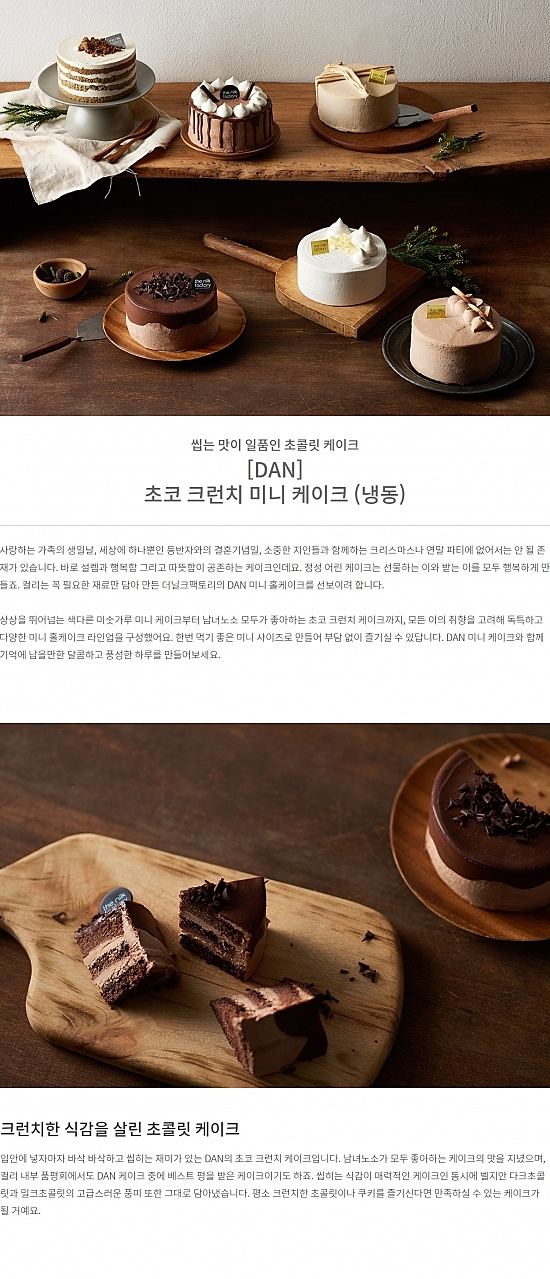 the milk factory
the milk factory
씹는 맛이 일품인 초콜릿 케이크
[DAN]
초코 크런치 미니 케이크 (냉동)
사랑하는 가족의 생일날, 세상에 하나뿐인 동반자와의 결혼기념일, 소중한 지인들과 함께하는 크리스마스나 연말 파티에 없어서는 안 될 존
재가 있습니다. 바로 설렘과 행복함 그리고 따뜻함이 공존하는 케이크인데요. 정성 어린 케이크는 선물하는 이와 받는 이를 모두 행복하게 만
들죠. 컬리는 꼭 필요한 재료만 담아 만든 더닐크팩토리의 DAN 미니 홀케이크를 선보이려 합니다.
상상을 뛰어넘는 색다른 미숫가루 미니 케이크부터 남녀노소 모두가 좋아하는 초코 크런치 케이크까지, 모든 이의 취향을 고려해 독특하고
다양한 미니 홀케이크 라인업을 구성했어요. 한번 먹기 좋은 미니 사이즈로 만들어 부담 없이 즐기실 수 있답니다. DAN 미니 케이크와 함께
기억에 남을만한 달콤하고 풍성한 하루를 만들어보세요.
the milk
크런치한 식감을 살린 초콜릿 케이크
입안에 넣자마자 바삭 바삭하고 씹히는 재미가 있는 DAN의 초코 크런치 케이크입니다. 남녀노소가 모두 좋아하는 케이크의 맛을 지녔으며,
컬리 내부 품평회에서도 DAN 케이크 중에 베스트 평을 받은 케이크이기도 하죠. 씹히는 식감이 매력적인 케이크인 동시에 벨지안 다크초콜
릿과 밀크초콜릿의 고급스러운 풍미 또한 그대로 담아냈습니다. 평소 크런치한 초콜릿이나 쿠키를 즐기신다면 만족하실 수 있는 케이크가
될 거예요.